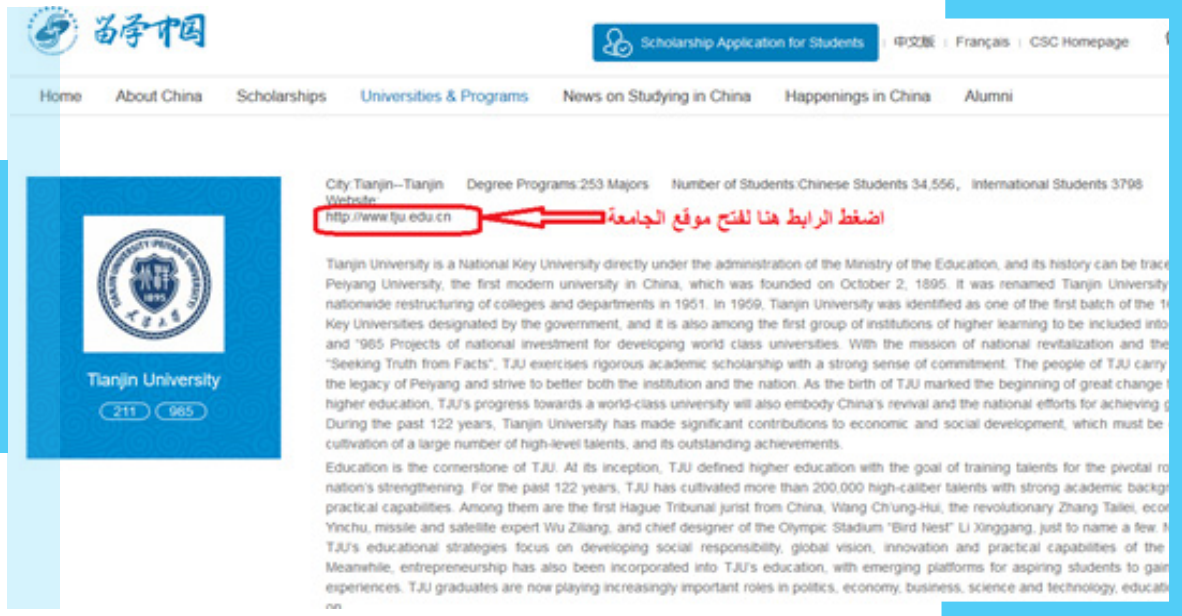 留学中国
Scholarship Application for Students 中文版 Français CSC Homepage
Home About China Scholarships Universities & Programs News on Studying in China Happenings in China Alumni
City:Tianjin--Tianjin Degree Programs:253 Majors Number of Students:Chinese Students 34,556, International Students 3798
Website:
http://www.tju.edu.cn
اضغط الرابط هنا لفتح موقع الجامعة
TIANJIN UNIVERSITY (PEIYANG UNIVERSITY)
1895
Tianjin University
211 985
Tianjin University is a National Key University directly under the administration of the Ministry of the Education, and its history can be trace
Peiyang University, the first modern university in China, which was founded on October 2, 1895. It was renamed Tianjin University
nationwide restructuring of colleges and departments in 1951. In 1959, Tianjin University was identified as one of the first batch of the
Key Universities designated by the government, and it is also among the first group of institutions of higher learning to be included into
and "985 Projects of national investment for developing world class universities. With the mission of national revitalization and the
"Seeking Truth from Facts", TJU exercises rigorous academic scholarship with a strong sense of commitment. The people of TJU carry
the legacy of Peiyang and strive to better both the institution and the nation. As the birth of TJU marked the beginning of great change
higher education, TJU's progress towards a world-class university will also embody China's revival and the national efforts for achieving
During the past 122 years, Tianjin University has made significant contributions to economic and social development, which must be
cultivation of a large number of high-level talents, and its outstanding achievements.
Education is the cornerstone of TJU. At its inception, TJU defined higher education with the goal of training talents for the pivotal ro
nation's strengthening. For the past 122 years, TJU has cultivated more than 200,000 high-caliber talents with strong academic backg
practical capabilities. Among them are the first Hague Tribunal jurist from China, Wang Ch'ung-Hui, the revolutionary Zhang Tailei, econ
Yinchu, missile and satellite expert Wu Ziliang, and chief designer of the Olympic Stadium "Bird Nest" Li Xinggang, just to name a few.
TJU's educational strategies focus on developing social responsibility, global vision, innovation and practical capabilities of the
Meanwhile, entrepreneurship has also been incorporated into TJU's education, with emerging platforms for aspiring students to gain
experiences. TJU graduates are now playing increasingly important roles in politics, economy, business, science and technology, educati
on